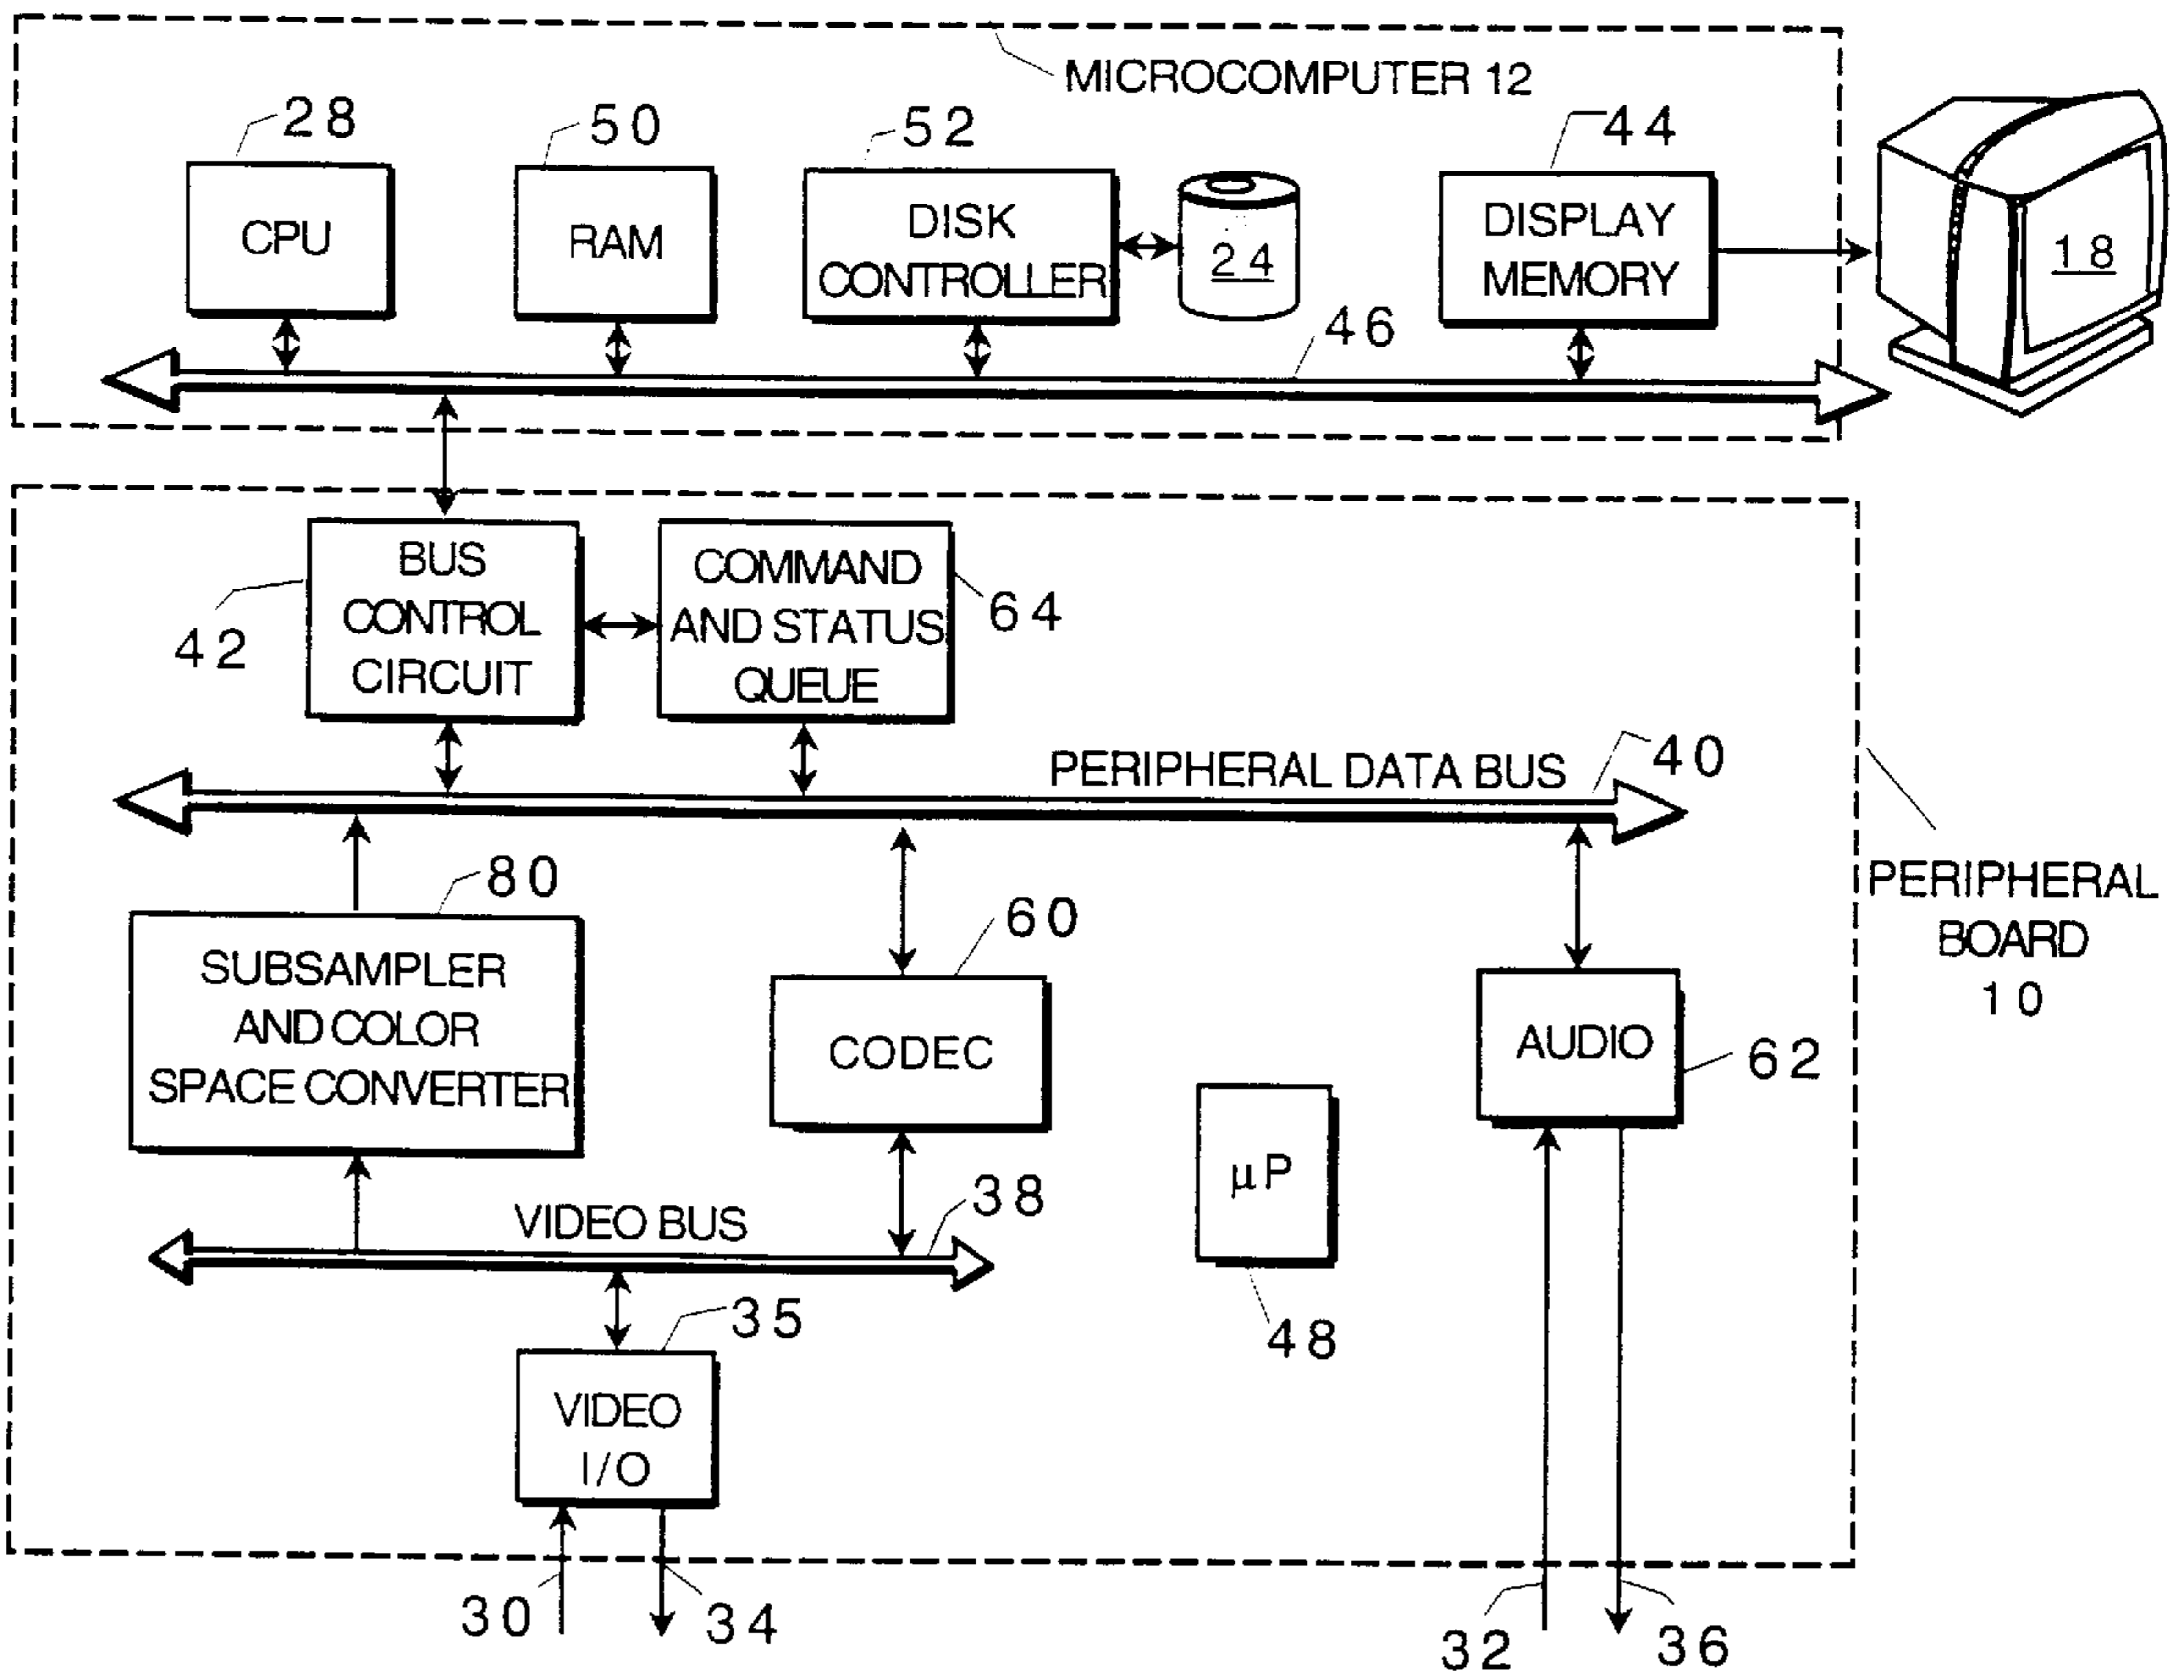 MICROCOMPUTER 12
28
50
52
44
CPU
RAM
DISK
CONTROLLER
24
DISPLAY
MEMORY
18
46
BUS
CONTROL
CIRCUIT
42
COMMAND
AND STATUS
QUEUE
64
PERIPHERAL DATA BUS
40
80
SUBSAMPLER
AND COLOR
SPACE CONVERTER
60
CODEC
AUDIO
62
PERIPHERAL
BOARD
10
μP
48
VIDEO BUS
38
35
VIDEO
I/O
30
34
32
36